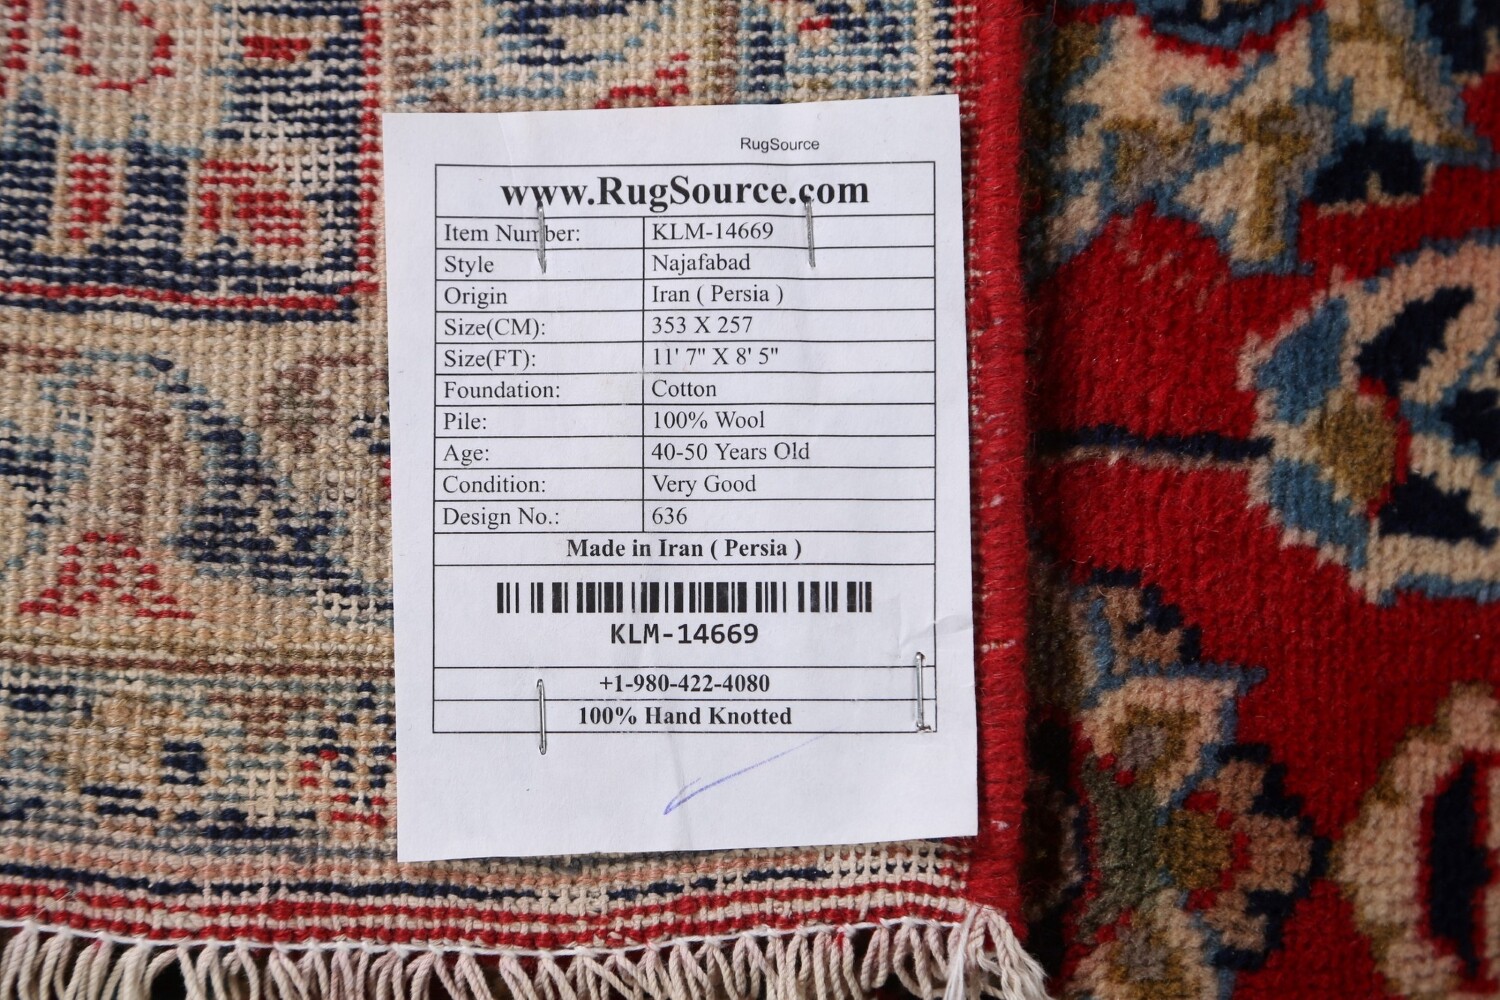 RugSource
www.RugSource.com
Item Number: KLM-14669
Style Najafabad
Origin Iran ( Persia )
Size(CM): 353 X 257
Size(FT): 11' 7" X 8' 5"
Foundation: Cotton
Pile: 100% Wool
Age: 40-50 Years Old
Condition: Very Good
Design No.: 636
Made in Iran ( Persia )
KLM-14669
+1-980-422-4080
100% Hand Knotted